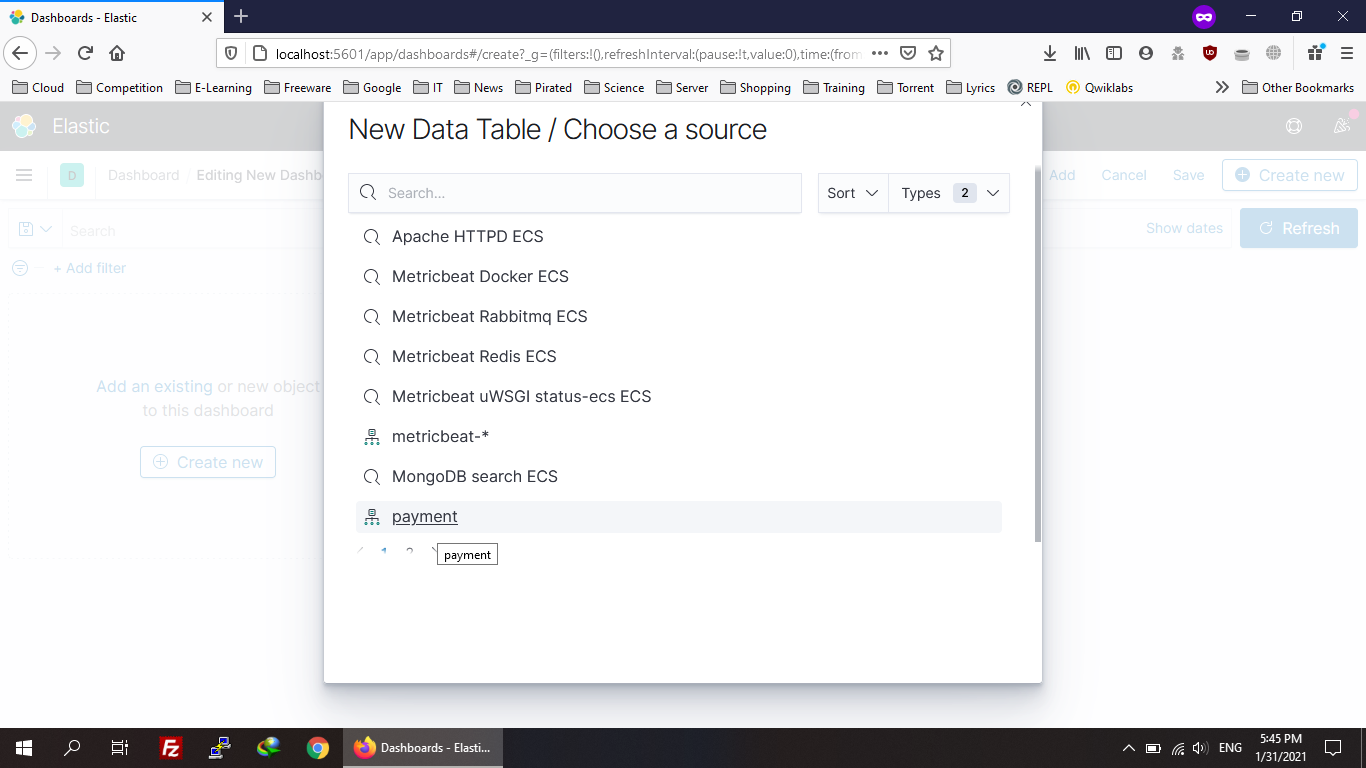 Dashboards - Elastic
localhost:5601/app/dashboards#/create?_g=(filters:!(),refreshInterval:(pause:!t,value:0),time:(from
Cloud Competition E-Learning Freeware Google IT News Pirated Science Server Shopping Training Torrent Lyrics REPL Qwiklabs Other Bookmarks
Elastic
New Data Table / Choose a source
D Dashboard / Editing New Dashb
Add Cancel Save Create new
Search...
Sort Types 2
Search
Show dates Refresh
+ Add filter
Apache HTTPD ECS
Metricbeat Docker ECS
Metricbeat Rabbitmq ECS
Metricbeat Redis ECS
Metricbeat uWSGI status-ecs ECS
metricbeat-*
MongoDB search ECS
payment
1 2
payment
Add an existing or new object
to this dashboard
Create new
Dashboards - Elasti...
ENG
5:45 PM
1/31/2021